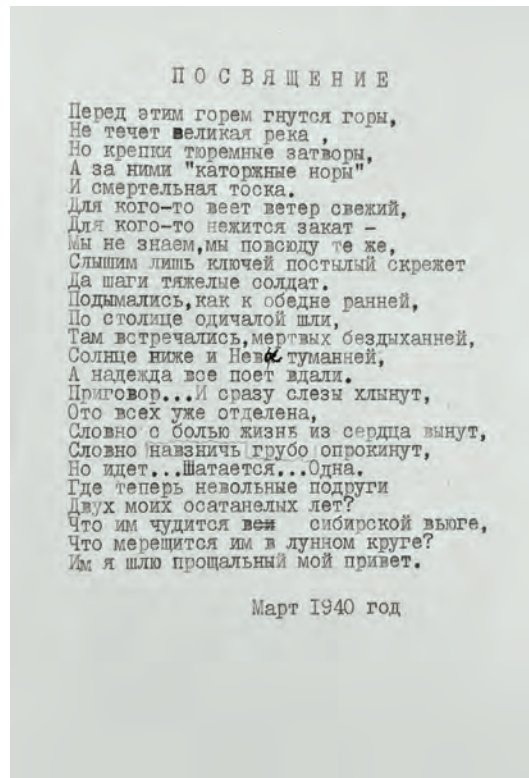 ПОСВЯЩЕНИЕ
Перед этим горем гнутся горы,
Не течет великая река ,
Но крепки тюремные затворы,
А за ними "каторжные норы"
И смертельная тоска.
Для кого-то веет ветер свежий,
Для кого-то нежится закат -
Мы не знаем,мы повсюду те же,
Слышим лишь ключей постылый скрежет
Да шаги тяжелые солдат.
Подымались,как к обедне ранней,
По столице одичалой шли,
Там встречались,мертвых бездыханней,
Солнце ниже и Нева туманней,
А надежда все поет вдали.
Приговор...И сразу слезы хлынут,
Ото всех уже отделена,
Словно с болью жизнь из сердца вынут,
Словно навзничь грубо опрокинут,
Но идет...Шатается...Одна.
Где теперь невольные подруги
Двух моих осатанелых лет?
Что им чудится сибирской вьюге,
Что мерещится им в лунном круге?
Им я шлю прощальный мой привет.
Март I940 год